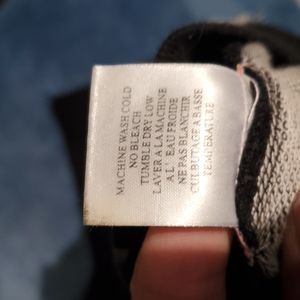 MACHINE WASH COLD
NO BLEACH
TUMBLE DRY LOW
LAVER A LA MACHINE
A L' EAU FROIDE
NE PAS BLANCHIR
CULBUTAGE A BASSE
TEMPERATURE